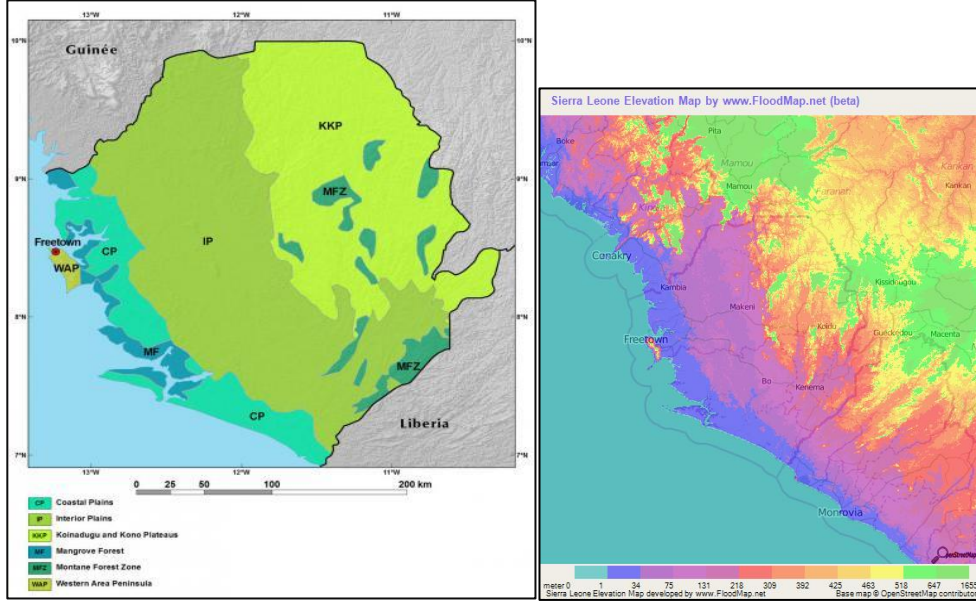 Guinée
10°N
10°N
KKP
9°N
9°N
MFZ
IP
Freetown
CP
WAP
8°N
8°N
MF
MFZ
CP
Liberia
7°N
7°N
13°W
12°W
11°W
13°W
12°W
11°W
0 25 50 100 200 km
CP Coastal Plains
IP Interior Plains
KKP Koinadugu and Kono Plateaus
MF Mangrove Forest
MFZ Montane Forest Zone
WAP Western Area Peninsula
Sierra Leone Elevation Map by www.FloodMap.net (beta)
Boke
Pita
Mamou
Mamou
Kankan
Kankan
Faranah
Conakry
Kambia
Kissidougou
Makeni
Koidu
Gueckedou
Macenta
Freetown
Bo
Kenema
Monrovia
meter 0 1 34 75 131 218 309 392 425 463 518 647 1655
Sierra Leone Elevation Map developed by www.FloodMap.net
Base map © OpenStreetMap contributor